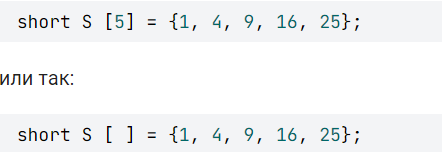 short S [5] = {1, 4, 9, 16, 25};
или так:
short S [ ] = {1, 4, 9, 16, 25};